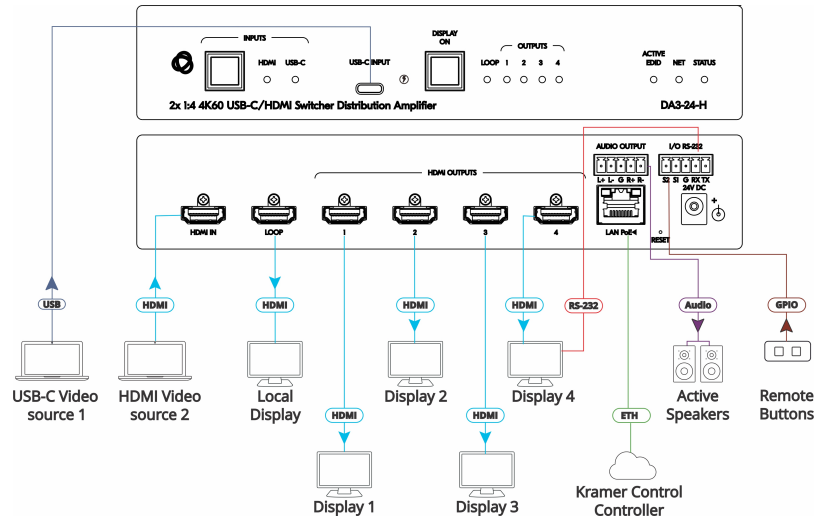 INPUTS
HDMI USB-C
USB-C INPUT
DISPLAY
ON
OUTPUTS
LOOP 1 2 3 4
ACTIVE
EDID NET STATUS
2x 1:4 4K60 USB-C/HDMI Switcher Distribution Amplifier
DA3-24-H
HDMI OUTPUTS
AUDIO OUTPUT
I/O RS-232
L+ L- G R+ R-
S2 S1 G RX TX
24V DC
HDMI IN
LOOP
1
2
3
4
LAN PoE
RESET
USB
HDMI
HDMI
HDMI
HDMI
RS-232
Audio
GPIO
USB-C Video
source 1
HDMI Video
source 2
Local
Display
Display 2
Display 4
Active
Speakers
Remote
Buttons
HDMI
HDMI
ETH
Display 1
Display 3
Kramer Control
Controller